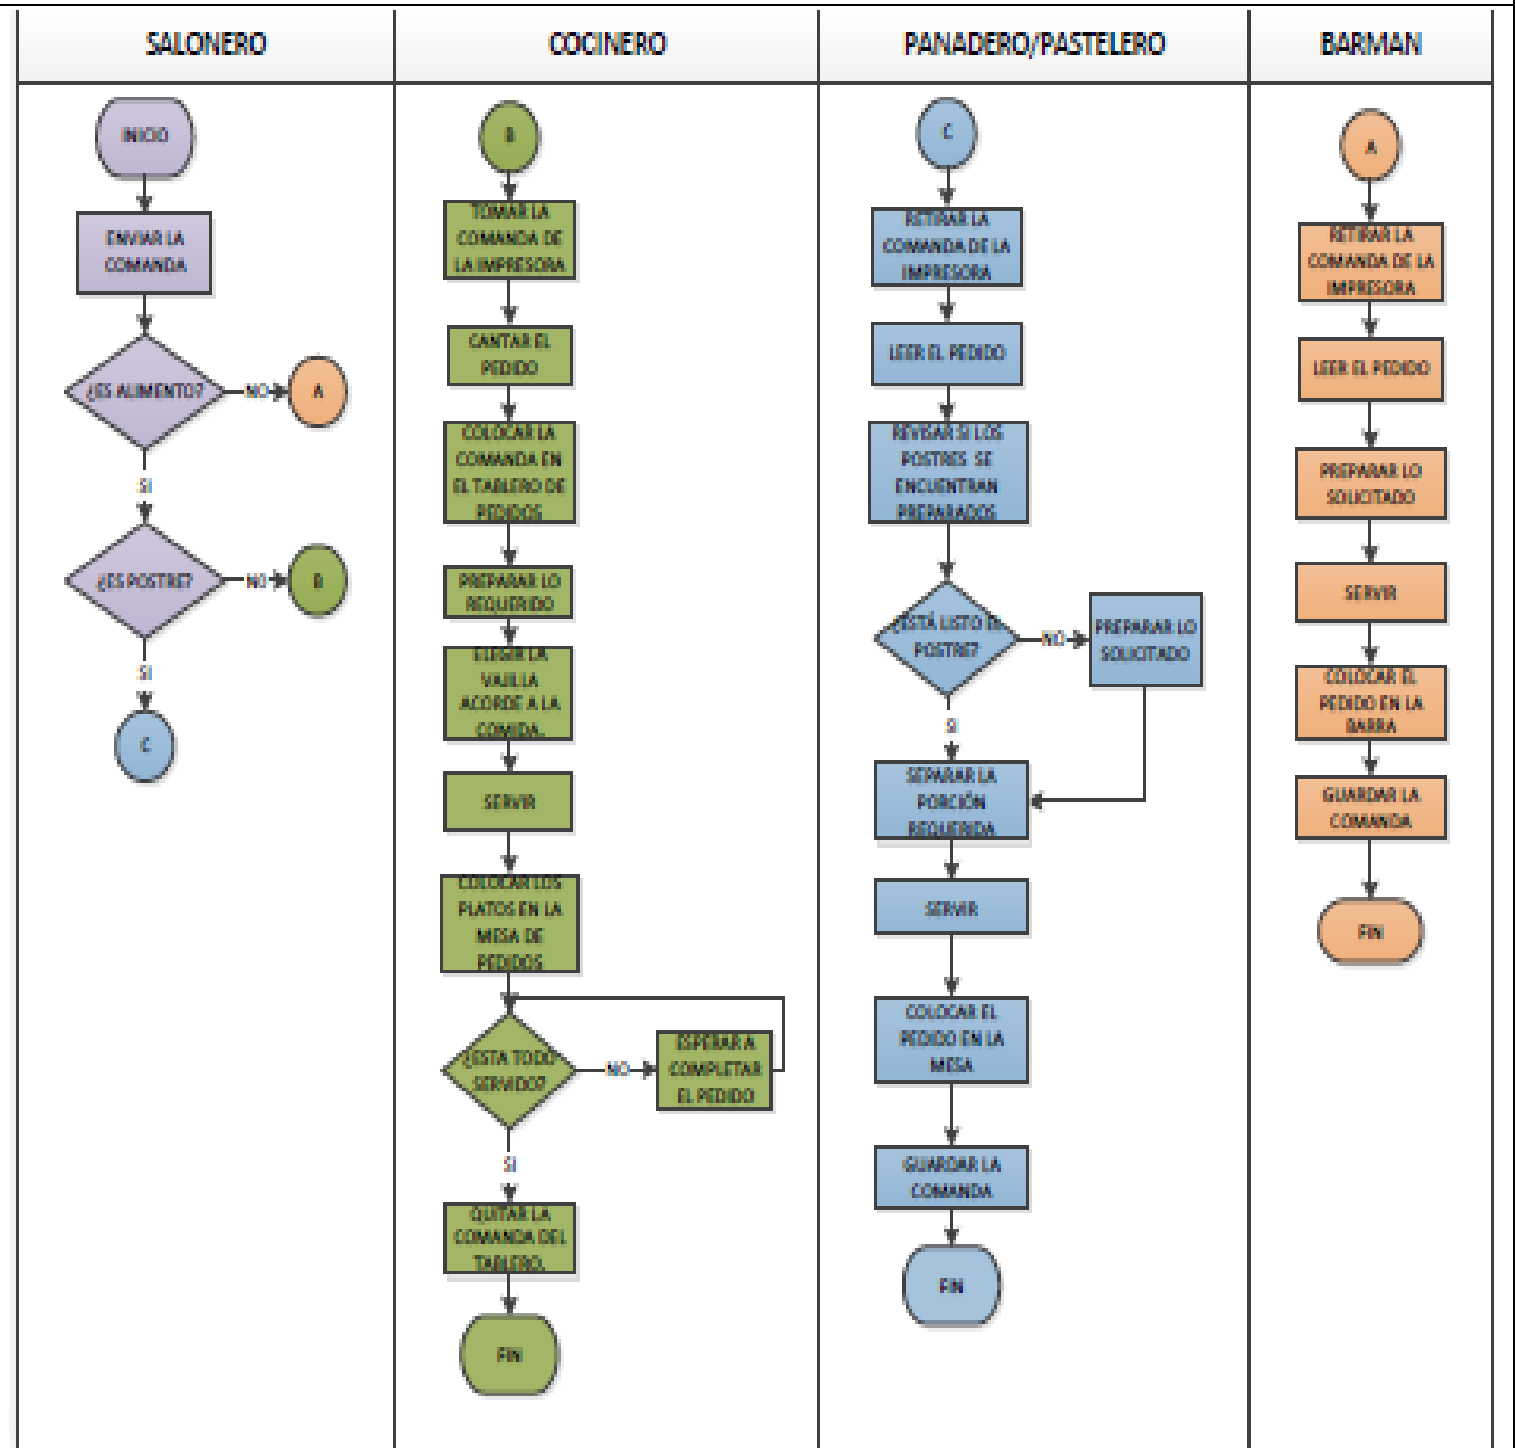 SALONERO
INICIO
ENVIAR LA
COMANDA
¿ES ALIMENTO?
NO
A
SI
¿ES POSTRE?
NO
B
SI
C
COCINERO
B
TOMAR LA
COMANDA DE
LA IMPRESORA
CANTAR EL
PEDIDO
COLOCAR LA
COMANDA EN
EL TABLERO DE
PEDIDOS
PREPARAR LO
REQUERIDO
ELEGIR LA
VAJILLA
ACORDE A LA
COMIDA.
SERVIR
COLOCAR LOS
PLATOS EN LA
MESA DE
PEDIDOS
¿ESTA TODO
SERVIDO?
NO
ESPERAR A
COMPLETAR
EL PEDIDO
SI
QUITAR LA
COMANDA DEL
TABLERO.
FIN
PANADERO/PASTELERO
C
RETIRAR LA
COMANDA DE LA
IMPRESORA
LEER EL PEDIDO
REVISAR SI LOS
POSTRES SE
ENCUENTRAN
PREPARADOS
¿ESTÁ LISTO EL
POSTRE?
NO
PREPARAR LO
SOLICITADO
SI
SEPARAR LA
PORCIÓN
REQUERIDA
SERVIR
COLOCAR EL
PEDIDO EN LA
MESA
GUARDAR LA
COMANDA
FIN
BARMAN
A
RETIRAR LA
COMANDA DE LA
IMPRESORA
LEER EL PEDIDO
PREPARAR LO
SOLICITADO
SERVIR
COLOCAR EL
PEDIDO EN LA
BARRA
GUARDAR LA
COMANDA
FIN